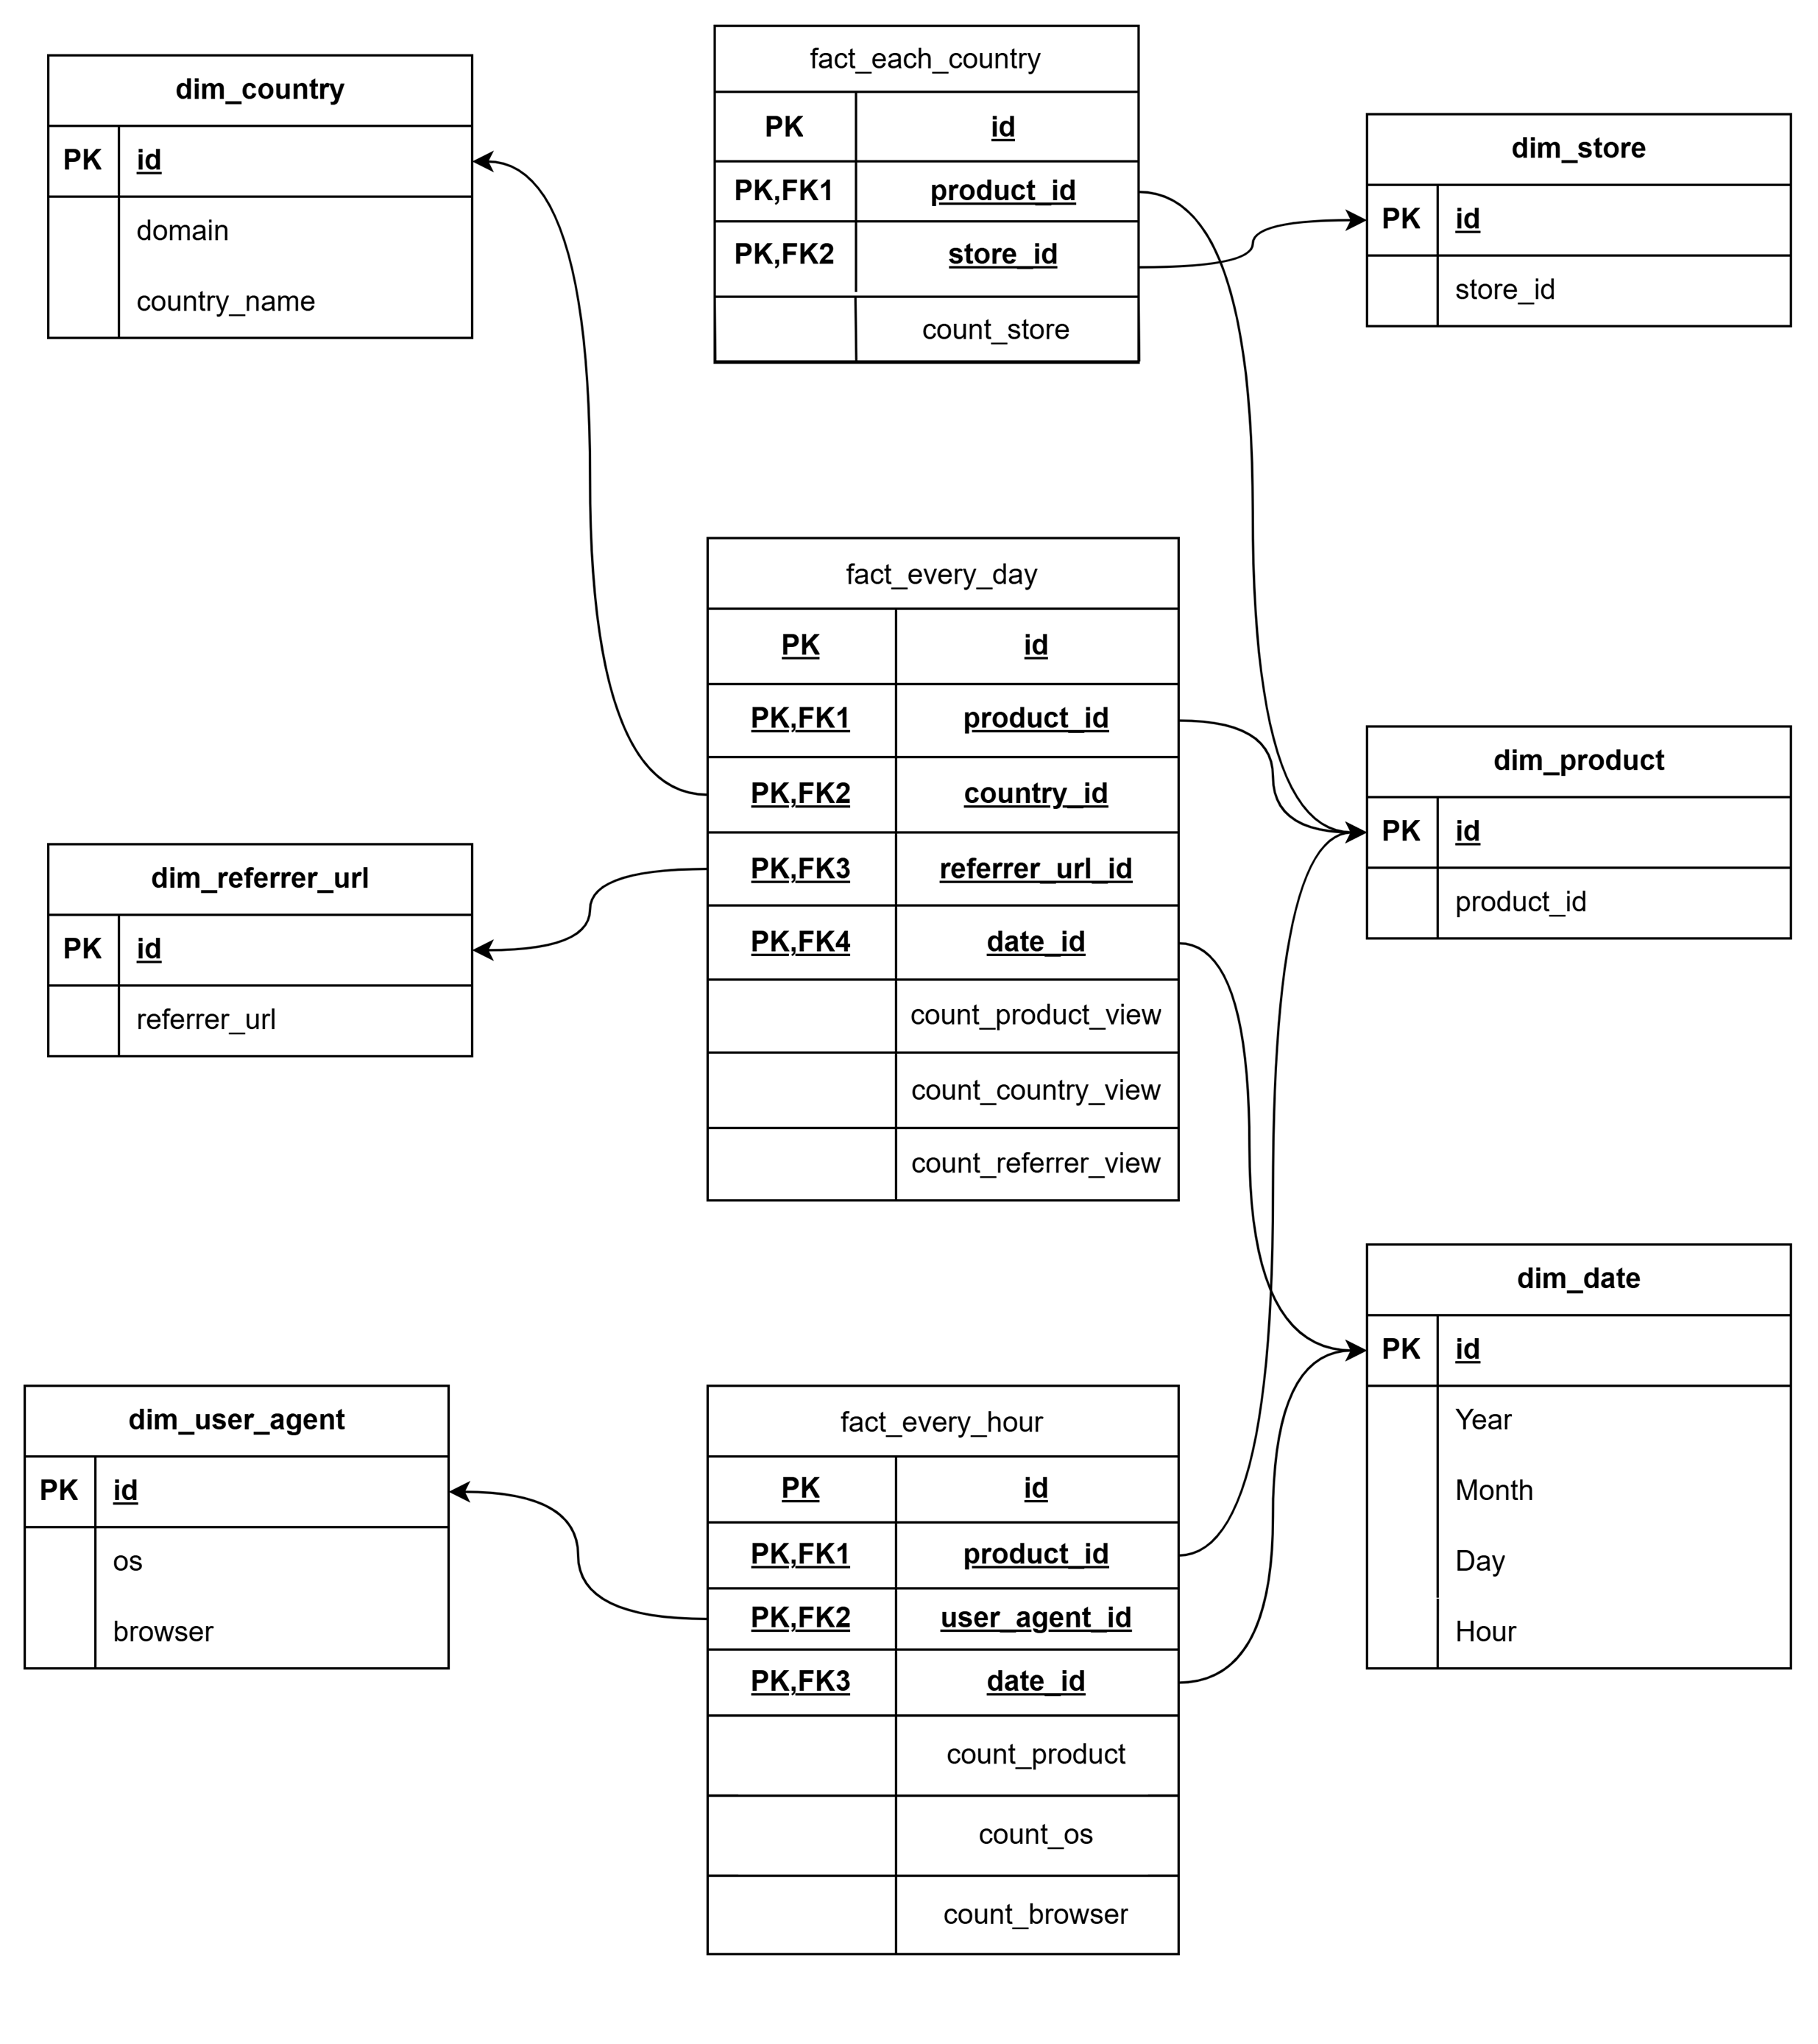 dim_country
PK id
domain
country_name
fact_each_country
PK id
PK,FK1 product_id
PK,FK2 store_id
count_store
dim_store
PK id
store_id
fact_every_day
PK id
PK,FK1 product_id
PK,FK2 country_id
PK,FK3 referrer_url_id
PK,FK4 date_id
count_product_view
count_country_view
count_referrer_view
dim_product
PK id
product_id
dim_referrer_url
PK id
referrer_url
dim_date
PK id
Year
Month
Day
Hour
dim_user_agent
PK id
os
browser
fact_every_hour
PK id
PK,FK1 product_id
PK,FK2 user_agent_id
PK,FK3 date_id
count_product
count_os
count_browser